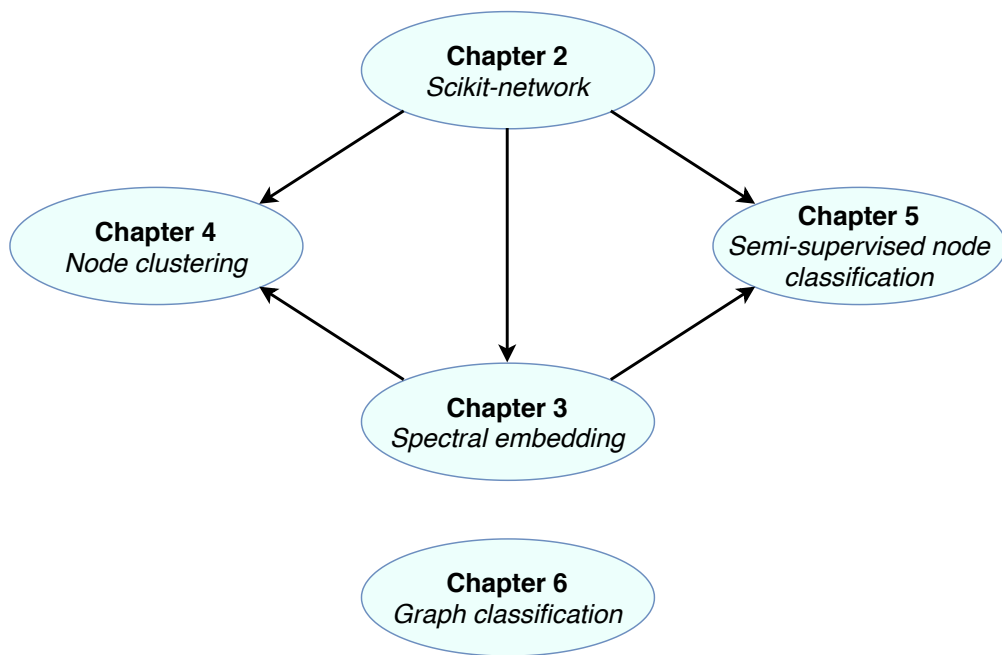 Chapter 2
Scikit-network
Chapter 4
Node clustering
Chapter 5
Semi-supervised node
classification
Chapter 3
Spectral embedding
Chapter 6
Graph classification